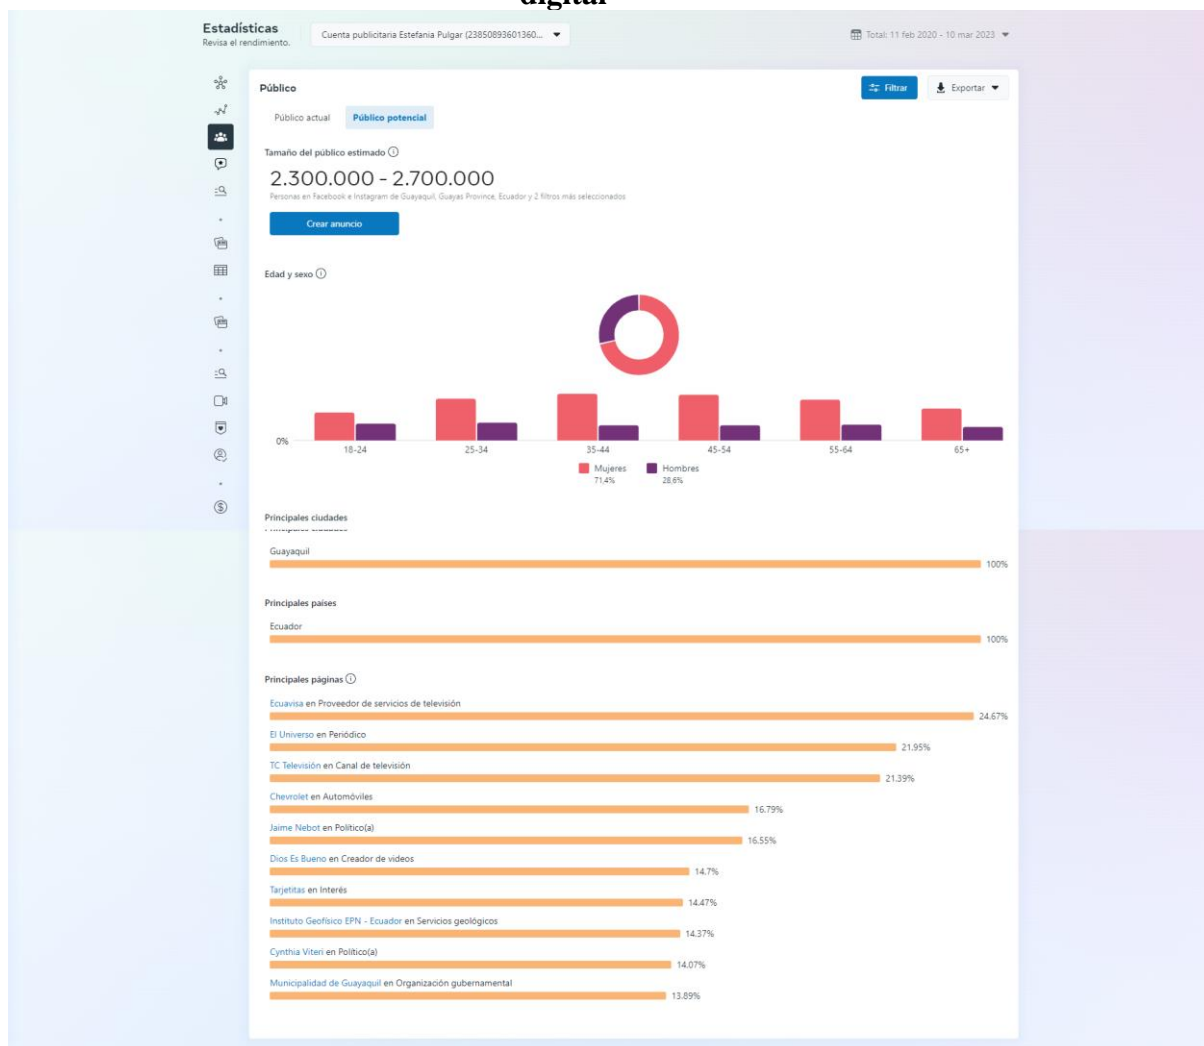 digital
Estadísticas
Revisa el rendimiento.
Cuenta publicitaria Estefania Pulgar (23850893601360...
Total: 11 feb 2020 - 10 mar 2023
Público
Filtrar
Exportar
Público actual
Público potencial
Tamaño del público estimado
2.300.000 - 2.700.000
Personas en Facebook e Instagram de Guayaquil, Guayas Province, Ecuador y 2 filtros más seleccionados
Crear anuncio
Edad y sexo
0%
18-24 25-34 35-44 45-54 55-64 65+
Mujeres Hombres
71,4% 28,6%
Principales ciudades
Guayaquil
100%
Principales países
Ecuador
100%
Principales páginas
Ecuavisa en Proveedor de servicios de televisión
24.67%
El Universo en Periódico
21.95%
TC Televisión en Canal de televisión
21.39%
Chevrolet en Automóviles
16.79%
Jaime Nebot en Político(a)
16.55%
Dios Es Bueno en Creador de videos
14.7%
Tarjetitas en Interés
14.47%
Instituto Geofísico EPN - Ecuador en Servicios geológicos
14.37%
Cynthia Viteri en Político(a)
14.07%
Municipalidad de Guayaquil en Organización gubernamental
13.89%